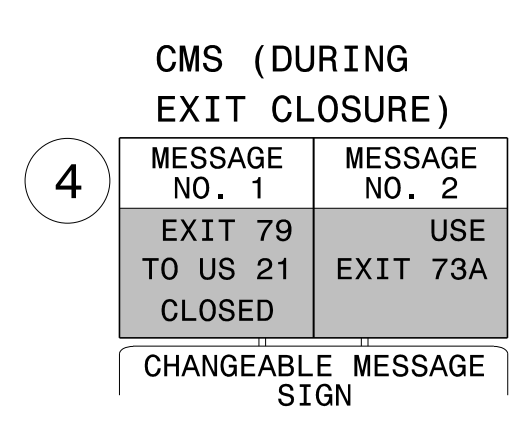 CMS (DURING
EXIT CLOSURE)
4
MESSAGE
NO. 1
MESSAGE
NO. 2
EXIT 79
TO US 21
CLOSED
USE
EXIT 73A
CHANGEABLE MESSAGE
SIGN